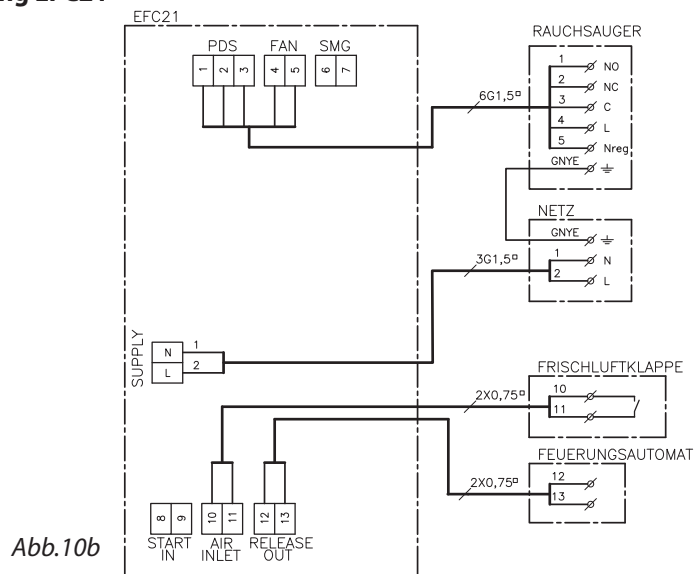 EFC21
PDS FAN SMG
1 2 3 4 5 6 7
RAUCHSAUGER
1 NO
2 NC
6G1,5¤ 3 C
4 L
5 Nreg
GNYE
NETZ
GNYE
3G1,5¤ 1 N
2 L
SUPPLY
N 1
L 2
FRISCHLUFTKLAPPE
2X0,75¤ 10
11
FEUERUNGSAUTOMAT
2X0,75¤ 12
13
8 9 10 11 12 13
START IN
AIR INLET
RELEASE OUT
Abb.10b